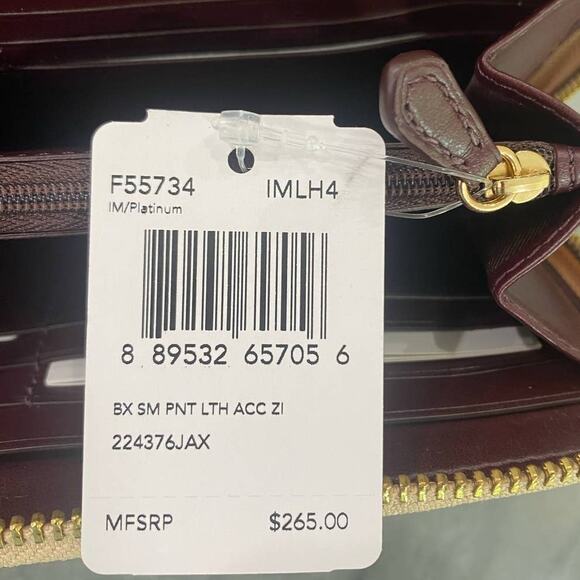 F55734 IMLH4
IM/Platinum
8 89532 65705 6
BX SM PNT LTH ACC ZI
224376JAX
MFSRP $265.00